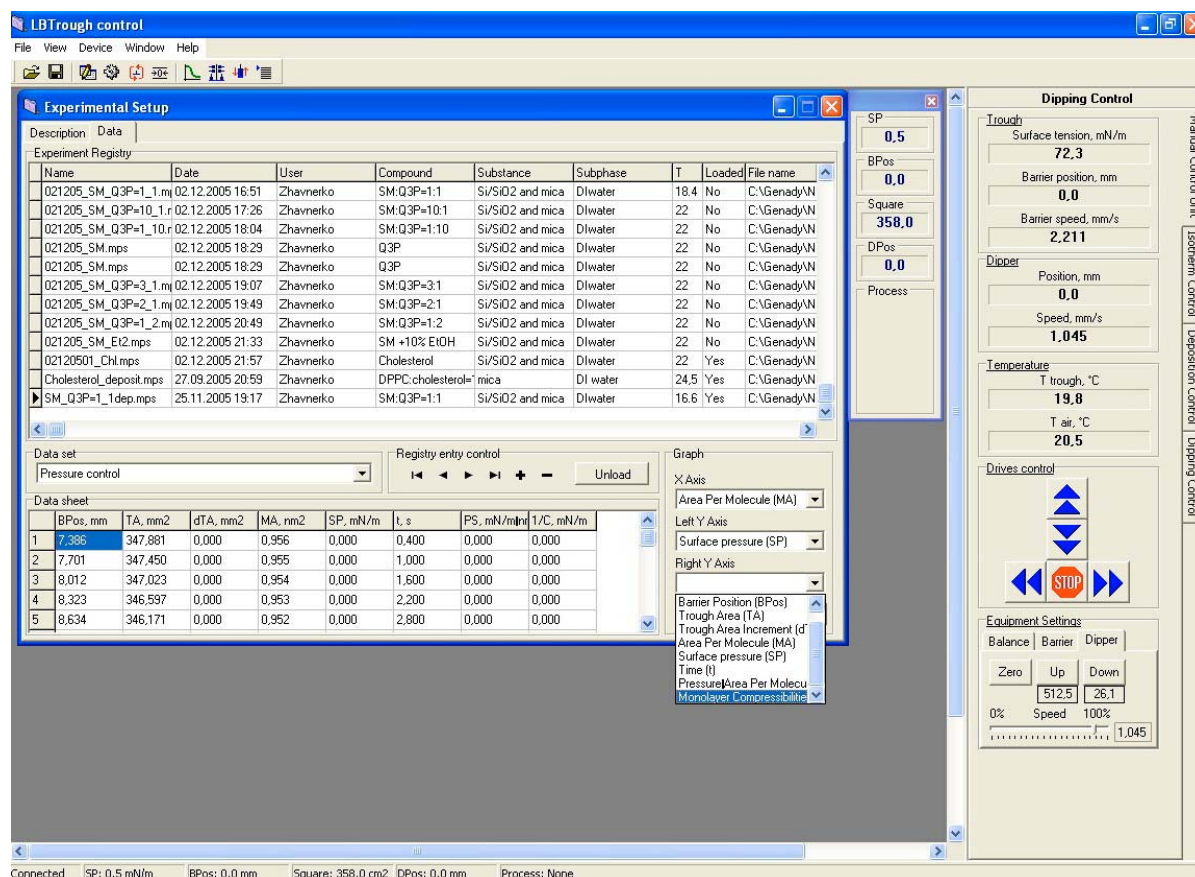 LBTrough control
File View Device Window Help
Experimental Setup
Description Data
Experiment Registry
Name Date User Compound Substance Subphase T Loaded File name
021205_SM_Q3P=1_1.m 02.12.2005 16:51 Zhavnerko SM:Q3P=1:1 Si/SiO2 and mica DIwater 18.4 No C:\Genady\N
021205_SM_Q3P=10_1.r 02.12.2005 17:26 Zhavnerko SM:Q3P=10:1 Si/SiO2 and mica DIwater 22 No C:\Genady\N
021205_SM_Q3P=1_10.r 02.12.2005 18:04 Zhavnerko SM:Q3P=1:10 Si/SiO2 and mica DIwater 22 No C:\Genady\N
021205_SM.mps 02.12.2005 18:29 Zhavnerko Q3P Si/SiO2 and mica DIwater 22 No C:\Genady\N
021205_SM.mps 02.12.2005 18:29 Zhavnerko Q3P Si/SiO2 and mica DIwater 22 No C:\Genady\N
021205_SM_Q3P=3_1.m 02.12.2005 19:07 Zhavnerko SM:Q3P=3:1 Si/SiO2 and mica DIwater 22 No C:\Genady\N
021205_SM_Q3P=2_1.m 02.12.2005 19:49 Zhavnerko SM:Q3P=2:1 Si/SiO2 and mica DIwater 22 No C:\Genady\N
021205_SM_Q3P=1_2.m 02.12.2005 20:49 Zhavnerko SM:Q3P=1:2 Si/SiO2 and mica DIwater 22 No C:\Genady\N
021205_SM_Et2.mps 02.12.2005 21:33 Zhavnerko SM +10% EtOH Si/SiO2 and mica DIwater 22 No C:\Genady\N
02120501_Chl.mps 02.12.2005 21:57 Zhavnerko Cholesterol Si/SiO2 and mica DIwater 22 Yes C:\Genady\N
Cholesterol_deposit.mps 27.09.2005 20:59 Zhavnerko DPPC:cholesterol= mica DI water 24,5 Yes C:\Genady\N
SM_Q3P=1_1dep.mps 25.11.2005 19:17 Zhavnerko SM:Q3P=1:1 Si/SiO2 and mica DIwater 16.6 Yes C:\Genady\N
Data set
Pressure control
Registry entry control
Unload
Data sheet
BPos, mm TA, mm2 dTA, mm2 MA, nm2 SP, mN/m t, s PS, mN/m 1/C, mN/m
1 7,386 347,881 0,000 0,956 0,000 0,400 0,000 0,000
2 7,701 347,450 0,000 0,955 0,000 1,000 0,000 0,000
3 8,012 347,023 0,000 0,954 0,000 1,600 0,000 0,000
4 8,323 346,597 0,000 0,953 0,000 2,200 0,000 0,000
5 8,634 346,171 0,000 0,952 0,000 2,800 0,000 0,000
Graph
X Axis
Area Per Molecule (MA)
Left Y Axis
Surface pressure (SP)
Right Y Axis
Barrier Position (BPos)
Trough Area (TA)
Trough Area Increment (dT
Area Per Molecule (MA)
Surface pressure (SP)
Time (t)
Pressure/Area Per Molecu
Monolayer Compressibilitie
SP
0,5
BPos
0,0
Square
358,0
DPos
0,0
Process
Dipping Control
Trough
Surface tension, mN/m
72,3
Barrier position, mm
0,0
Barrier speed, mm/s
2,211
Dipper
Position, mm
0,0
Speed, mm/s
1,045
Temperature
T trough, °C
19,8
T air, °C
20,5
Drives control
STOP
Equipment Settings
Balance Barrier Dipper
Zero Up Down
512,5 26,1
0% Speed 100%
1,045
Manual Control Unit
Isotherm Control
Deposition Control
Dipping Control
Connected SP: 0,5 mN/m BPos: 0,0 mm Square: 358,0 cm2 DPos: 0,0 mm Process: None